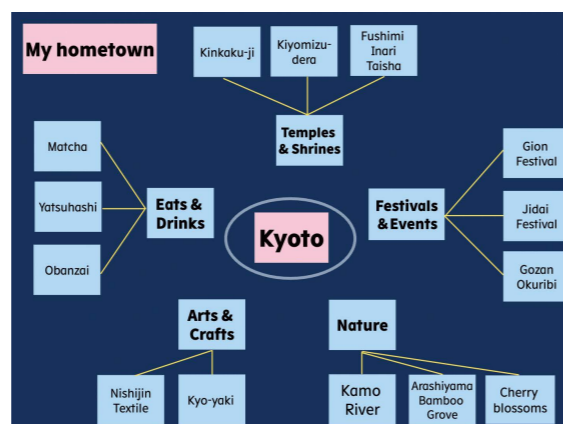 My hometown
Kinkaku-ji
Kiyomizu-
dera
Fushimi
Inari
Taisha
Temples
& Shrines
Matcha
Yatsuhashi
Obanzai
Eats &
Drinks
Kyoto
Festivals
& Events
Gion
Festival
Jidai
Festival
Gozan
Okuribi
Arts &
Crafts
Nishijin
Textile
Kyo-yaki
Nature
Kamo
River
Arashiyama
Bamboo
Grove
Cherry
blossoms